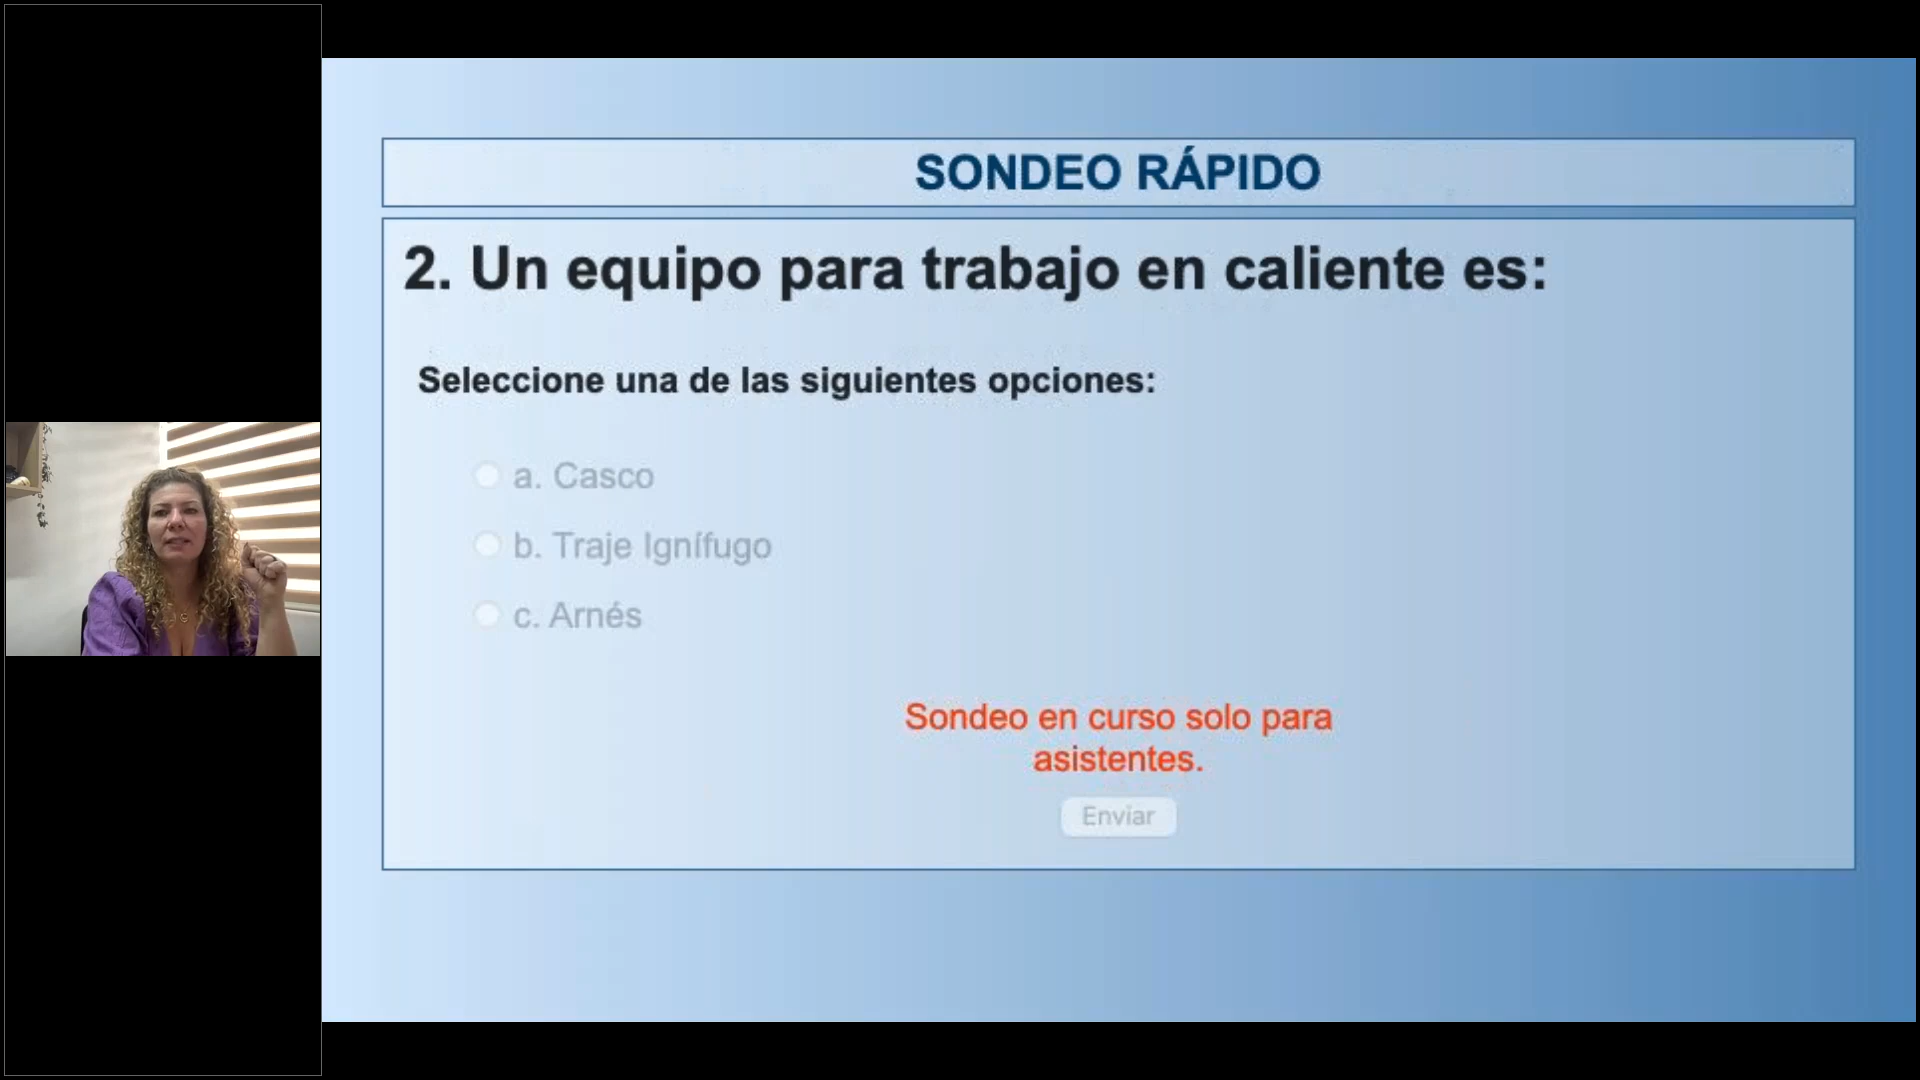 SONDEO RÁPIDO
2. Un equipo para trabajo en caliente es:
Seleccione una de las siguientes opciones:
a. Casco
b. Traje Ignífugo
c. Arnés
Sondeo en curso solo para
asistentes.
Enviar